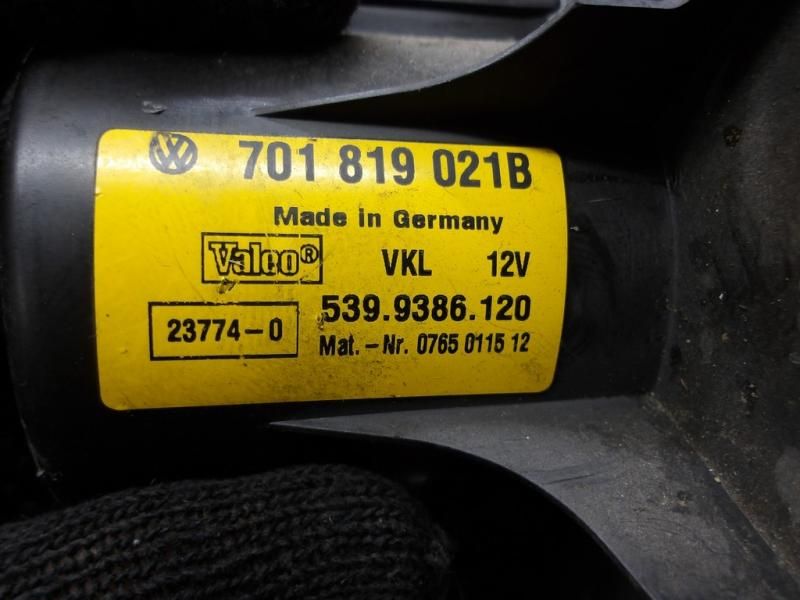 VW 701 819 021B
Made in Germany
Valeo® VKL 12V
539.9386.120
23774-0
Mat.-Nr. 0765 0115 12